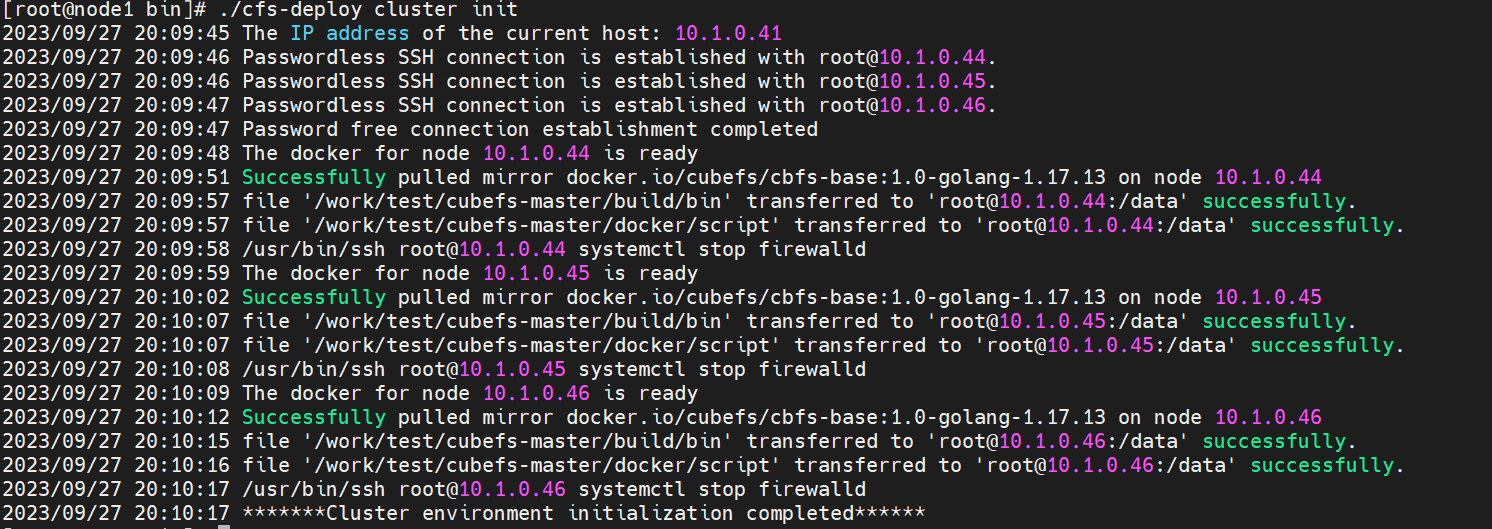 [root@node1 bin]# ./cfs-deploy cluster init
2023/09/27 20:09:45 The IP address of the current host: 10.1.0.41
2023/09/27 20:09:46 Passwordless SSH connection is established with root@10.1.0.44.
2023/09/27 20:09:46 Passwordless SSH connection is established with root@10.1.0.45.
2023/09/27 20:09:47 Passwordless SSH connection is established with root@10.1.0.46.
2023/09/27 20:09:47 Password free connection establishment completed
2023/09/27 20:09:48 The docker for node 10.1.0.44 is ready
2023/09/27 20:09:51 Successfully pulled mirror docker.io/cubefs/cbfs-base:1.0-golang-1.17.13 on node 10.1.0.44
2023/09/27 20:09:57 file '/work/test/cubefs-master/build/bin' transferred to 'root@10.1.0.44:/data' successfully.
2023/09/27 20:09:57 file '/work/test/cubefs-master/docker/script' transferred to 'root@10.1.0.44:/data' successfully.
2023/09/27 20:09:58 /usr/bin/ssh root@10.1.0.44 systemctl stop firewalld
2023/09/27 20:09:59 The docker for node 10.1.0.45 is ready
2023/09/27 20:10:02 Successfully pulled mirror docker.io/cubefs/cbfs-base:1.0-golang-1.17.13 on node 10.1.0.45
2023/09/27 20:10:07 file '/work/test/cubefs-master/build/bin' transferred to 'root@10.1.0.45:/data' successfully.
2023/09/27 20:10:07 file '/work/test/cubefs-master/docker/script' transferred to 'root@10.1.0.45:/data' successfully.
2023/09/27 20:10:08 /usr/bin/ssh root@10.1.0.45 systemctl stop firewalld
2023/09/27 20:10:09 The docker for node 10.1.0.46 is ready
2023/09/27 20:10:12 Successfully pulled mirror docker.io/cubefs/cbfs-base:1.0-golang-1.17.13 on node 10.1.0.46
2023/09/27 20:10:15 file '/work/test/cubefs-master/build/bin' transferred to 'root@10.1.0.46:/data' successfully.
2023/09/27 20:10:16 file '/work/test/cubefs-master/docker/script' transferred to 'root@10.1.0.46:/data' successfully.
2023/09/27 20:10:17 /usr/bin/ssh root@10.1.0.46 systemctl stop firewalld
2023/09/27 20:10:17 *******Cluster environment initialization completed******